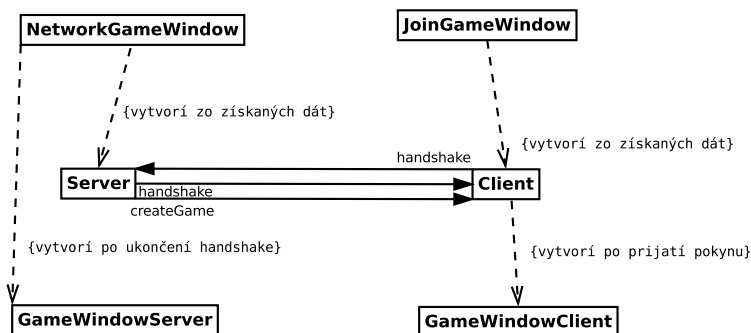 NetworkGameWindow
JoinGameWindow
{vytvorí zo získaných dát}
{vytvorí zo získaných dát}
handshake
Server
Client
handshake
createGame
{vytvorí po ukončení handshake}
{vytvorí po prijatí pokynu}
GameWindowServer
GameWindowClient